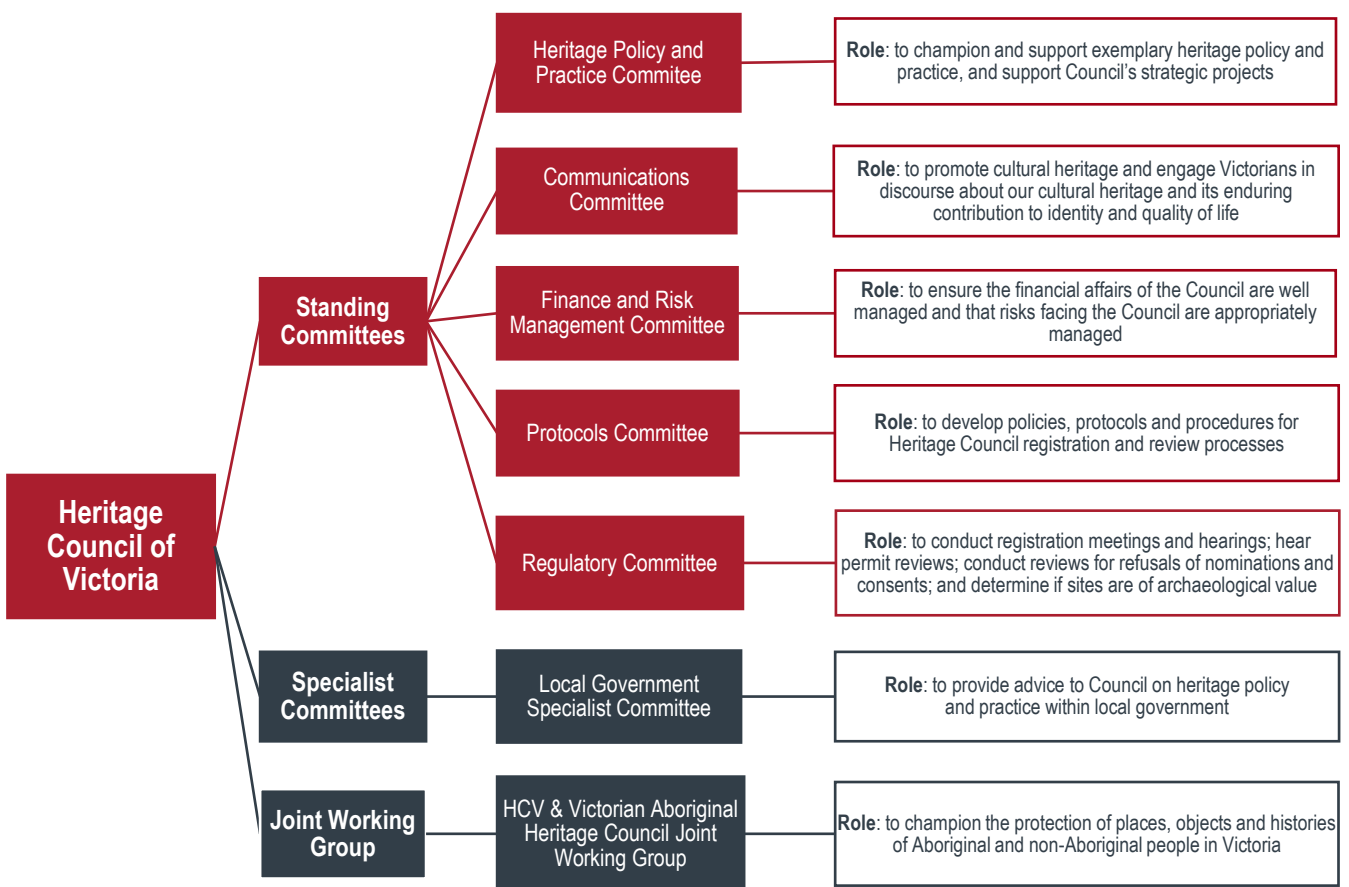 Heritage Policy and
Practice Commitee
Role: to champion and support exemplary heritage policy and
practice, and support Council's strategic projects
Communications
Committee
Role: to promote cultural heritage and engage Victorians in
discourse about our cultural heritage and its enduring
contribution to identity and quality of life
Standing
Committees
Finance and Risk
Management Committee
Role: to ensure the financial affairs of the Council are well
managed and that risks facing the Council are appropriately
managed
Protocols Committee
Role: to develop policies, protocols and procedures for
Heritage Council registration and review processes
Heritage
Council of
Victoria
Regulatory Committee
Role: to conduct registration meetings and hearings; hear
permit reviews; conduct reviews for refusals of nominations and
consents; and determine if sites are of archaeological value
Specialist
Committees
Local Government
Specialist Committee
Role: to provide advice to Council on heritage policy
and practice within local government
Joint Working
Group
HCV & Victorian Aboriginal
Heritage Council Joint
Working Group
Role: to champion the protection of places, objects and histories
of Aboriginal and non-Aboriginal people in Victoria